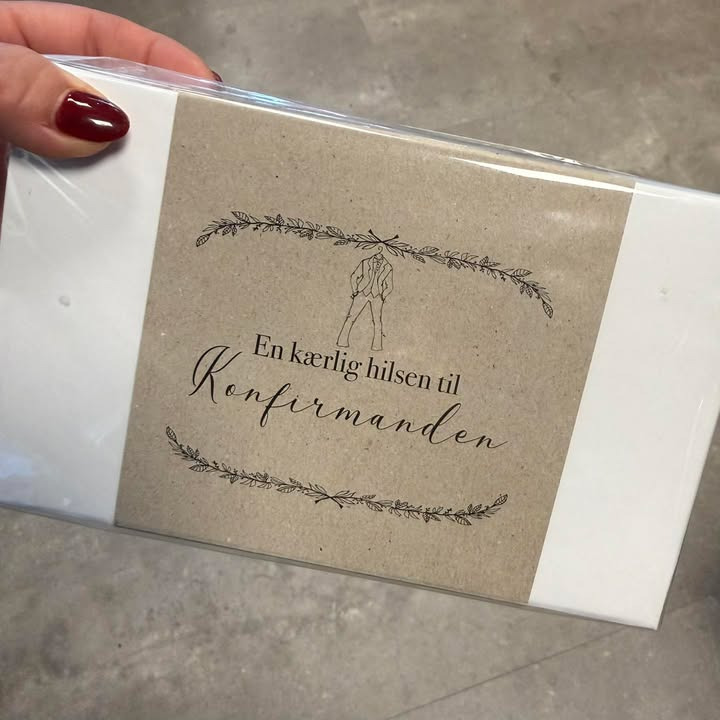 En kærlig hilsen til
Konfirmanden